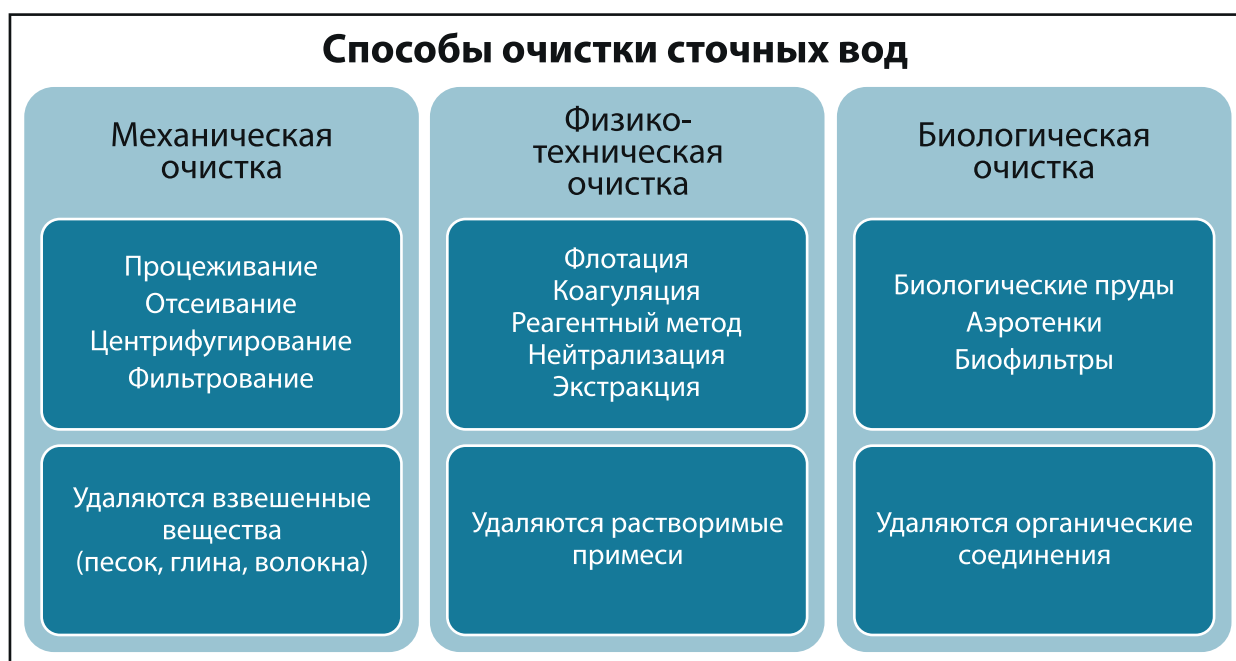 Способы очистки сточных вод
Механическая
очистка
Процеживание
Отсеивание
Центрифугирование
Фильтрование
Удаляются взвешенные
вещества
(песок, глина, волокна)
Физико-
техническая
очистка
Флотация
Коагуляция
Реагентный метод
Нейтрализация
Экстракция
Удаляются растворимые
примеси
Биологическая
очистка
Биологические пруды
Аэротенки
Биофильтры
Удаляются органические
соединения